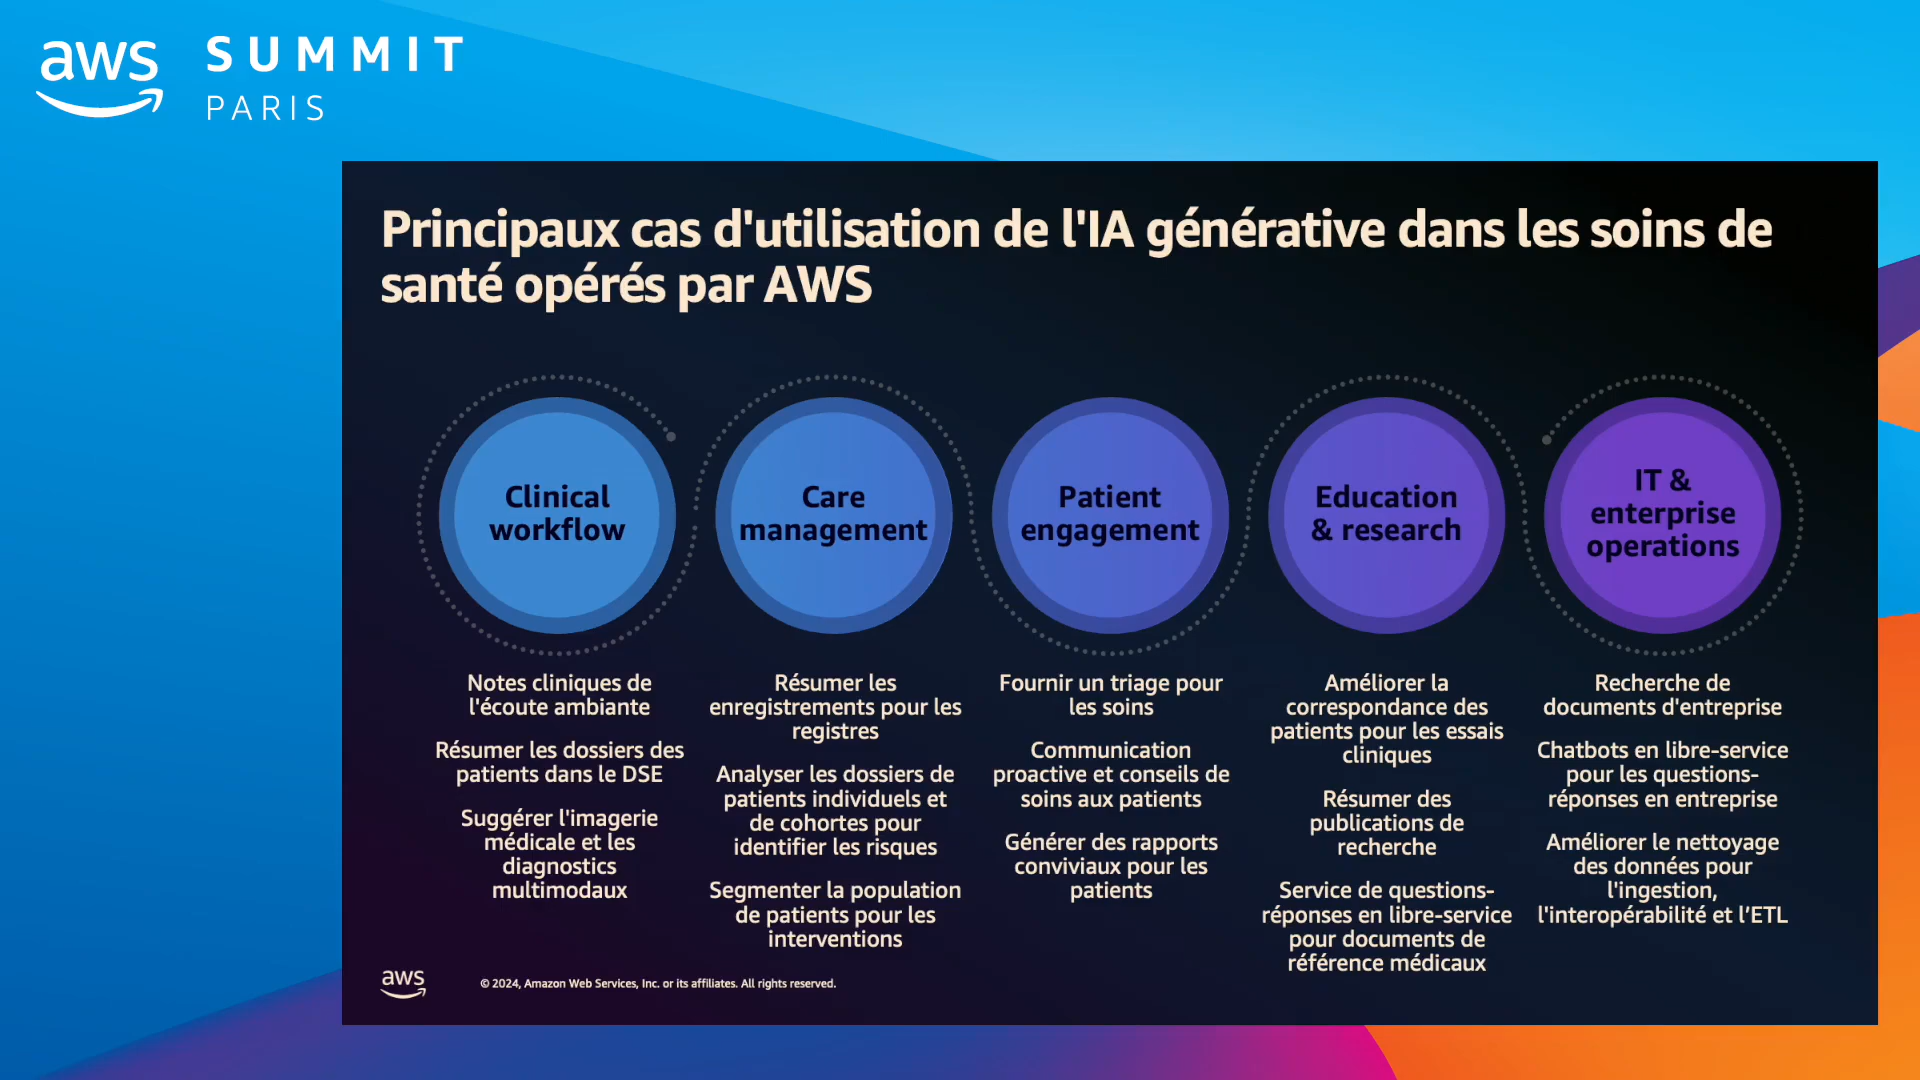 aws
SUMMIT
PARIS
Principaux cas d'utilisation de l'IA générative dans les soins de
santé opérés par AWS
Clinical
workflow
Notes cliniques de
l'écoute ambiante
Résumer les dossiers des
patients dans le DSE
Suggérer l'imagerie
médicale et les
diagnostics
multimodaux
Care
management
Résumer les
enregistrements pour les
registres
Analyser les dossiers de
patients individuels et
de cohortes pour
identifier les risques
Segmenter la population
de patients pour les
interventions
Patient
engagement
Fournir un triage pour
les soins
Communication
proactive et conseils de
soins aux patients
Générer des rapports
conviviaux pour les
patients
Education
& research
Améliorer la
correspondance des
patients pour les essais
cliniques
Résumer des
publications de
recherche
Service de questions-
réponses en libre-service
pour documents de
référence médicaux
IT &
enterprise
operations
Recherche de
documents d'entreprise
Chatbots en libre-service
pour les questions-
réponses en entreprise
Améliorer le nettoyage
des données pour
l'ingestion,
l'interopérabilité et l’ETL
aws
© 2024, Amazon Web Services, Inc. or its affiliates. All rights reserved.